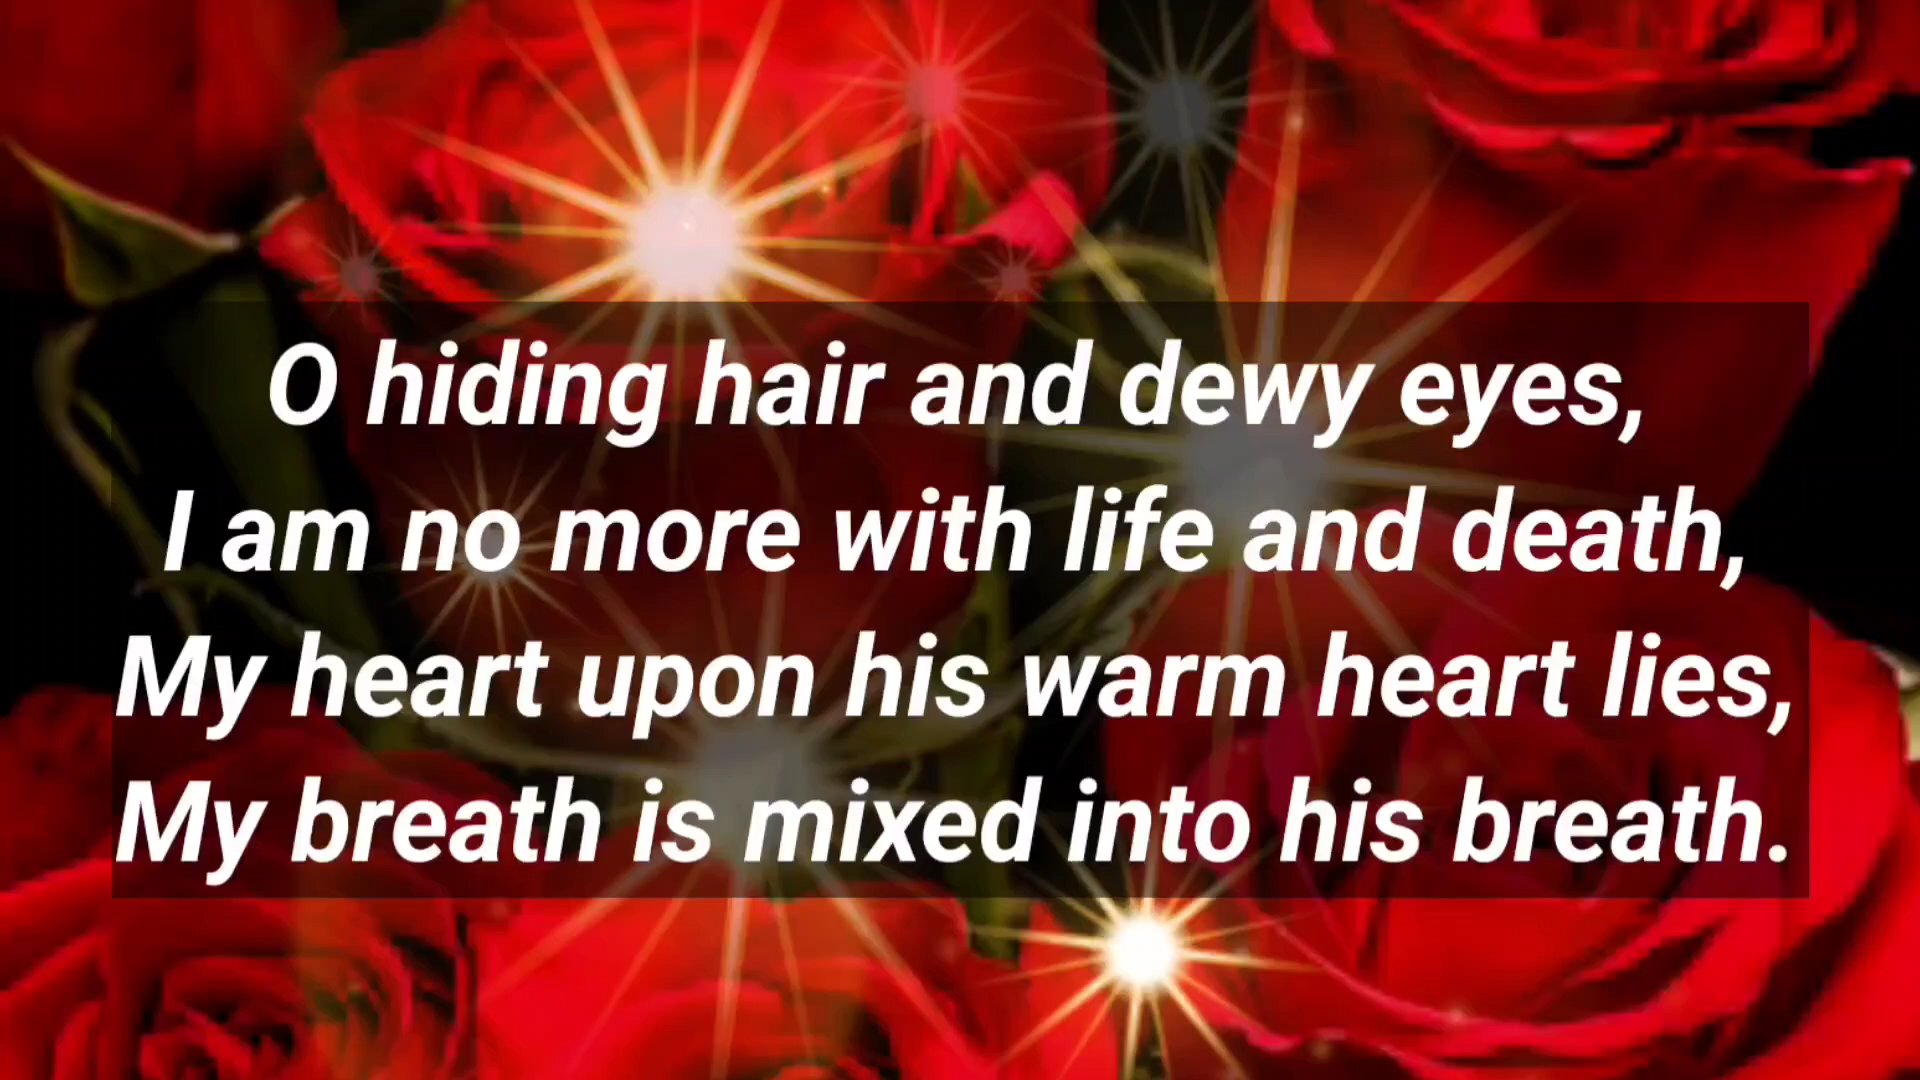 O hiding hair and dewy eyes,
I am no more with life and death,
My heart upon his warm heart lies,
My breath is mixed into his breath.